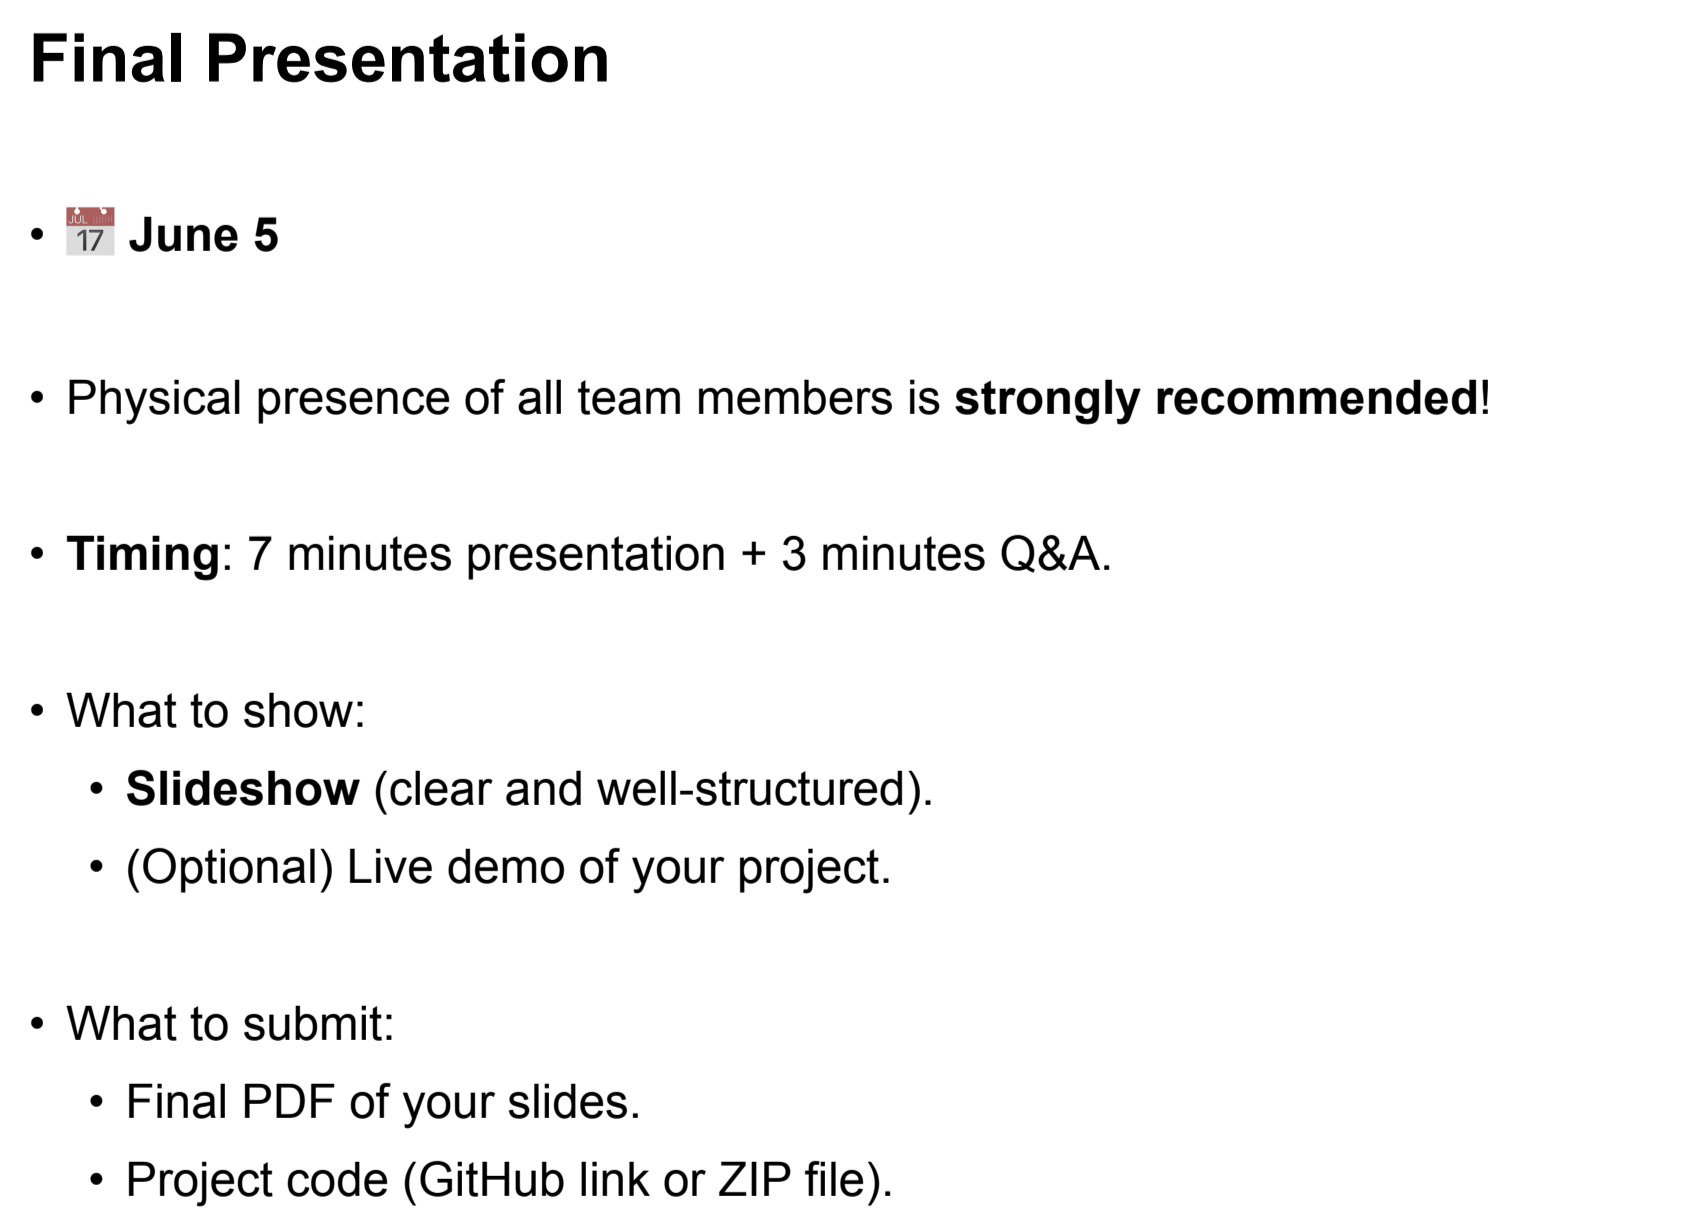 Final Presentation
• 📅 June 5
• Physical presence of all team members is strongly recommended!
• Timing: 7 minutes presentation + 3 minutes Q&A.
• What to show:
• Slideshow (clear and well-structured).
• (Optional) Live demo of your project.
• What to submit:
• Final PDF of your slides.
• Project code (GitHub link or ZIP file).